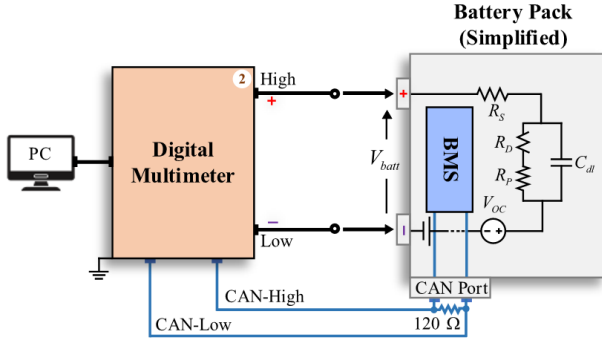 Battery Pack
(Simplified)
2
High
+
+
PC
Digital
Multimeter
V_batt
BMS
R_S
R_D
R_P
C_dl
V_OC
−
Low
−
− +
CAN Port
CAN-High
120 Ω
CAN-Low